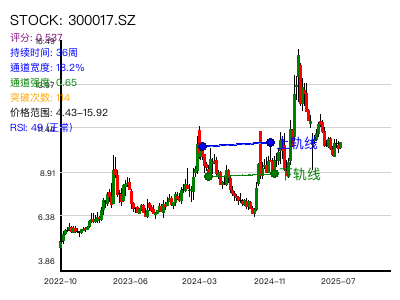 STOCK: 300017.SZ
评分: 0.537
16.49
持续时间: 36周
通道宽度: 18.2%
通道强度: 0.65
突破次数: 114
价格范围: 4.43~15.92
RSI: 49 (正常)
上轨线
8.91
下轨线
6.38
3.86
2022-10
2023-06
2024-03
2024-11
2025-07